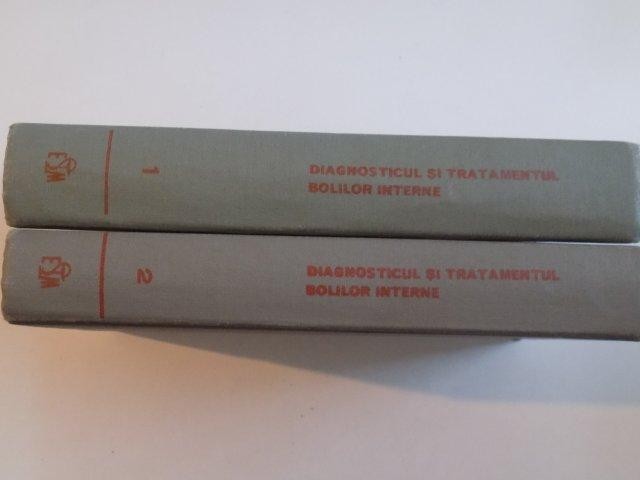 1
DIAGNOSTICUL ȘI TRATAMENTUL
BOLILOR INTERNE
2
DIAGNOSTICUL ȘI TRATAMENTUL
BOLILOR INTERNE